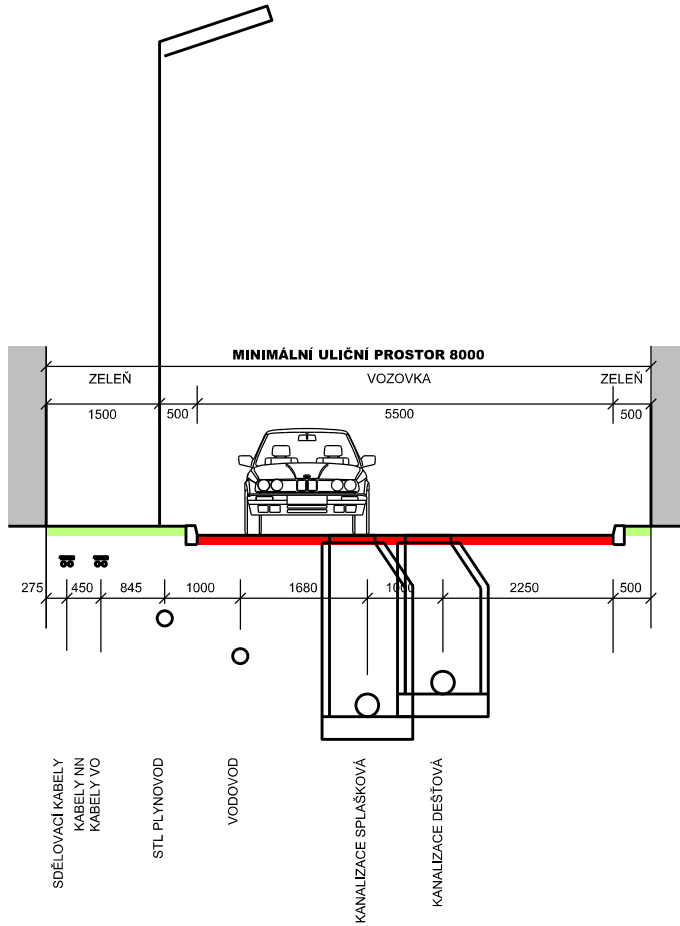 MINIMÁLNÍ ULIČNÍ PROSTOR 8000
ZELEŇ VOZOVKA ZELEŇ
1500 500 5500 500
275 450 845 1000 1680 1000 2250 500
SDĚLOVACÍ KABELY
KABELY NN
KABELY VO
STL PLYNOVOD
VODOVOD
KANALIZACE SPLAŠKOVÁ
KANALIZACE DEŠŤOVÁ